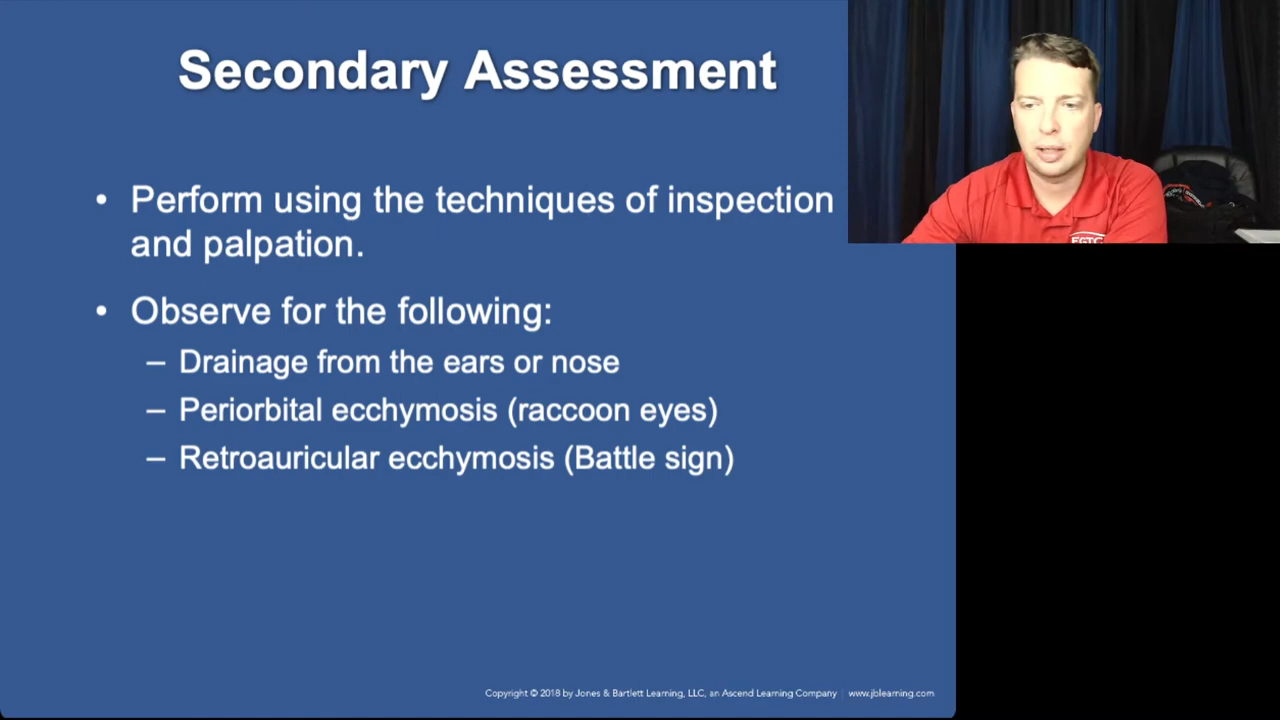 Secondary Assessment
• Perform using the techniques of inspection
and palpation.
• Observe for the following:
– Drainage from the ears or nose
– Periorbital ecchymosis (raccoon eyes)
– Retroauricular ecchymosis (Battle sign)
Copyright © 2018 by Jones & Bartlett Learning, LLC, an Ascend Learning Company | www.jblearning.com